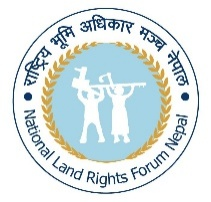 राष्ट्रिय भूमि अधिकार मञ्च नेपाल
National Land Rights Forum Nepal